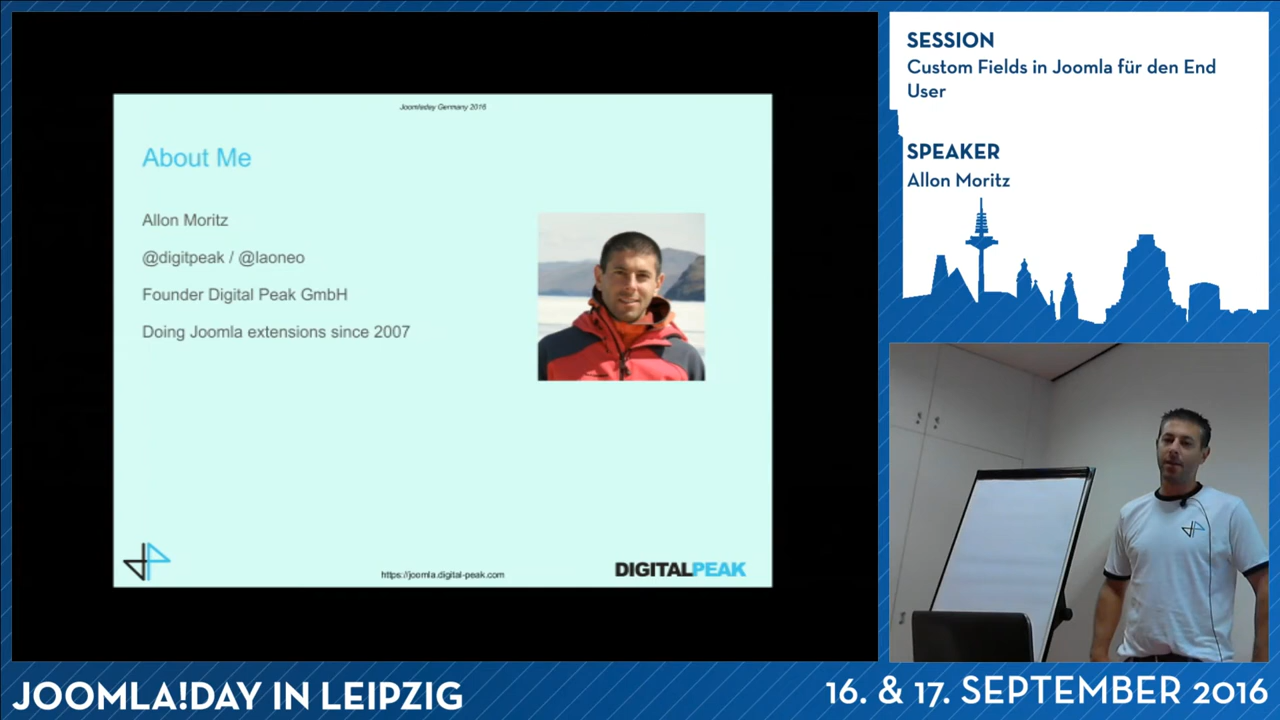 Joomladay Germany 2016
About Me
Allon Moritz
@digitpeak / @laoneo
Founder Digital Peak GmbH
Doing Joomla extensions since 2007
https://joomla.digital-peak.com
DIGITALPEAK
SESSION
Custom Fields in Joomla für den End
User
SPEAKER
Allon Moritz
JOOMLA!DAY IN LEIPZIG
16. & 17. SEPTEMBER 2016